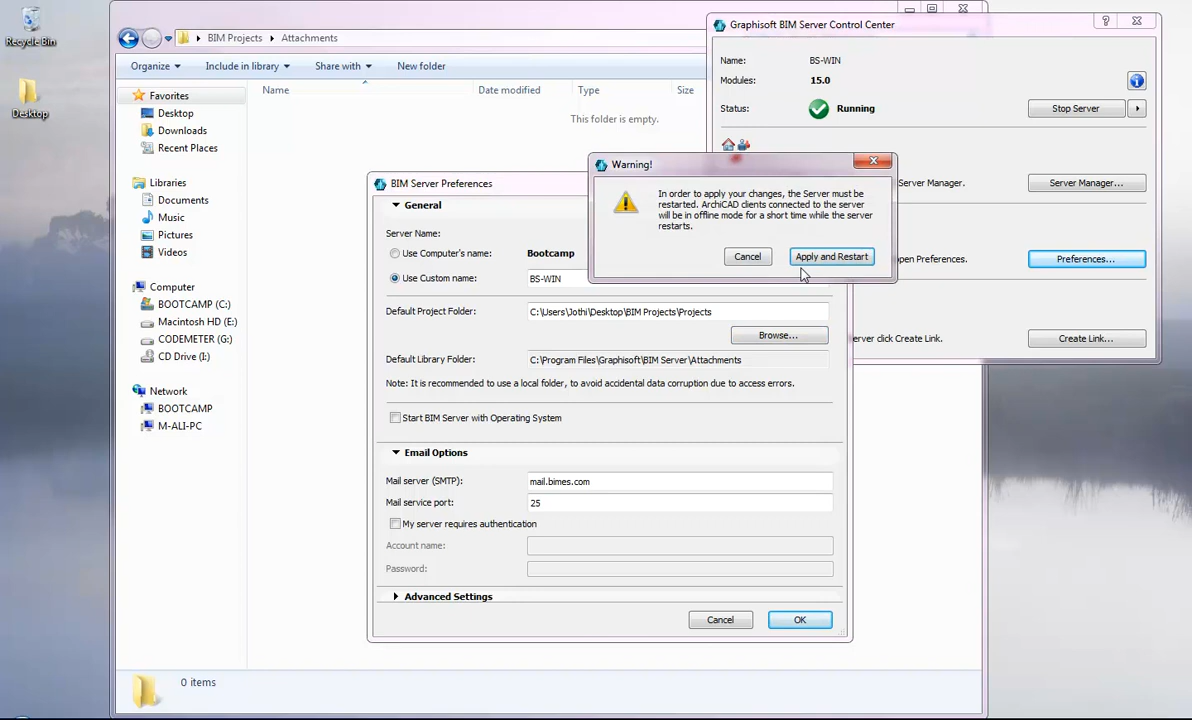 Recycle Bin
Desktop
BIM Projects Attachments
Organize Include in library Share with New folder
Name Date modified Type Size
This folder is empty.
Favorites
Desktop
Downloads
Recent Places
Libraries
Documents
Music
Pictures
Videos
Computer
BOOTCAMP (C:)
Macintosh HD (E:)
CODEMETER (G:)
CD Drive (I:)
Network
BOOTCAMP
M-ALI-PC
0 items
Graphisoft BIM Server Control Center
Name: BS-WIN
Modules: 15.0
Status: Running Stop Server
Server Manager. Server Manager...
open Preferences. Preferences...
erver click Create Link. Create Link...
BIM Server Preferences
General
Server Name:
Use Computer's name: Bootcamp
Use Custom name: BS-WIN
Default Project Folder: C:\Users\Jothi\Desktop\BIM Projects\Projects
Browse...
Default Library Folder: C:\Program Files\Graphisoft\BIM Server\Attachments
Note: It is recommended to use a local folder, to avoid accidental data corruption due to access errors.
Start BIM Server with Operating System
Email Options
Mail server (SMTP): mail.bimes.com
Mail service port: 25
My server requires authentication
Account name:
Password:
Advanced Settings
Cancel OK
Warning!
In order to apply your changes, the Server must be
restarted. ArchiCAD clients connected to the server
will be in offline mode for a short time while the server
restarts.
Cancel Apply and Restart